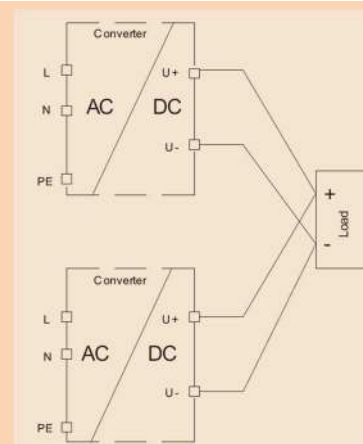 Converter
L
U+
N
AC
DC
U-
PE
+
-
Load
Converter
L
U+
N
AC
DC
U-
PE